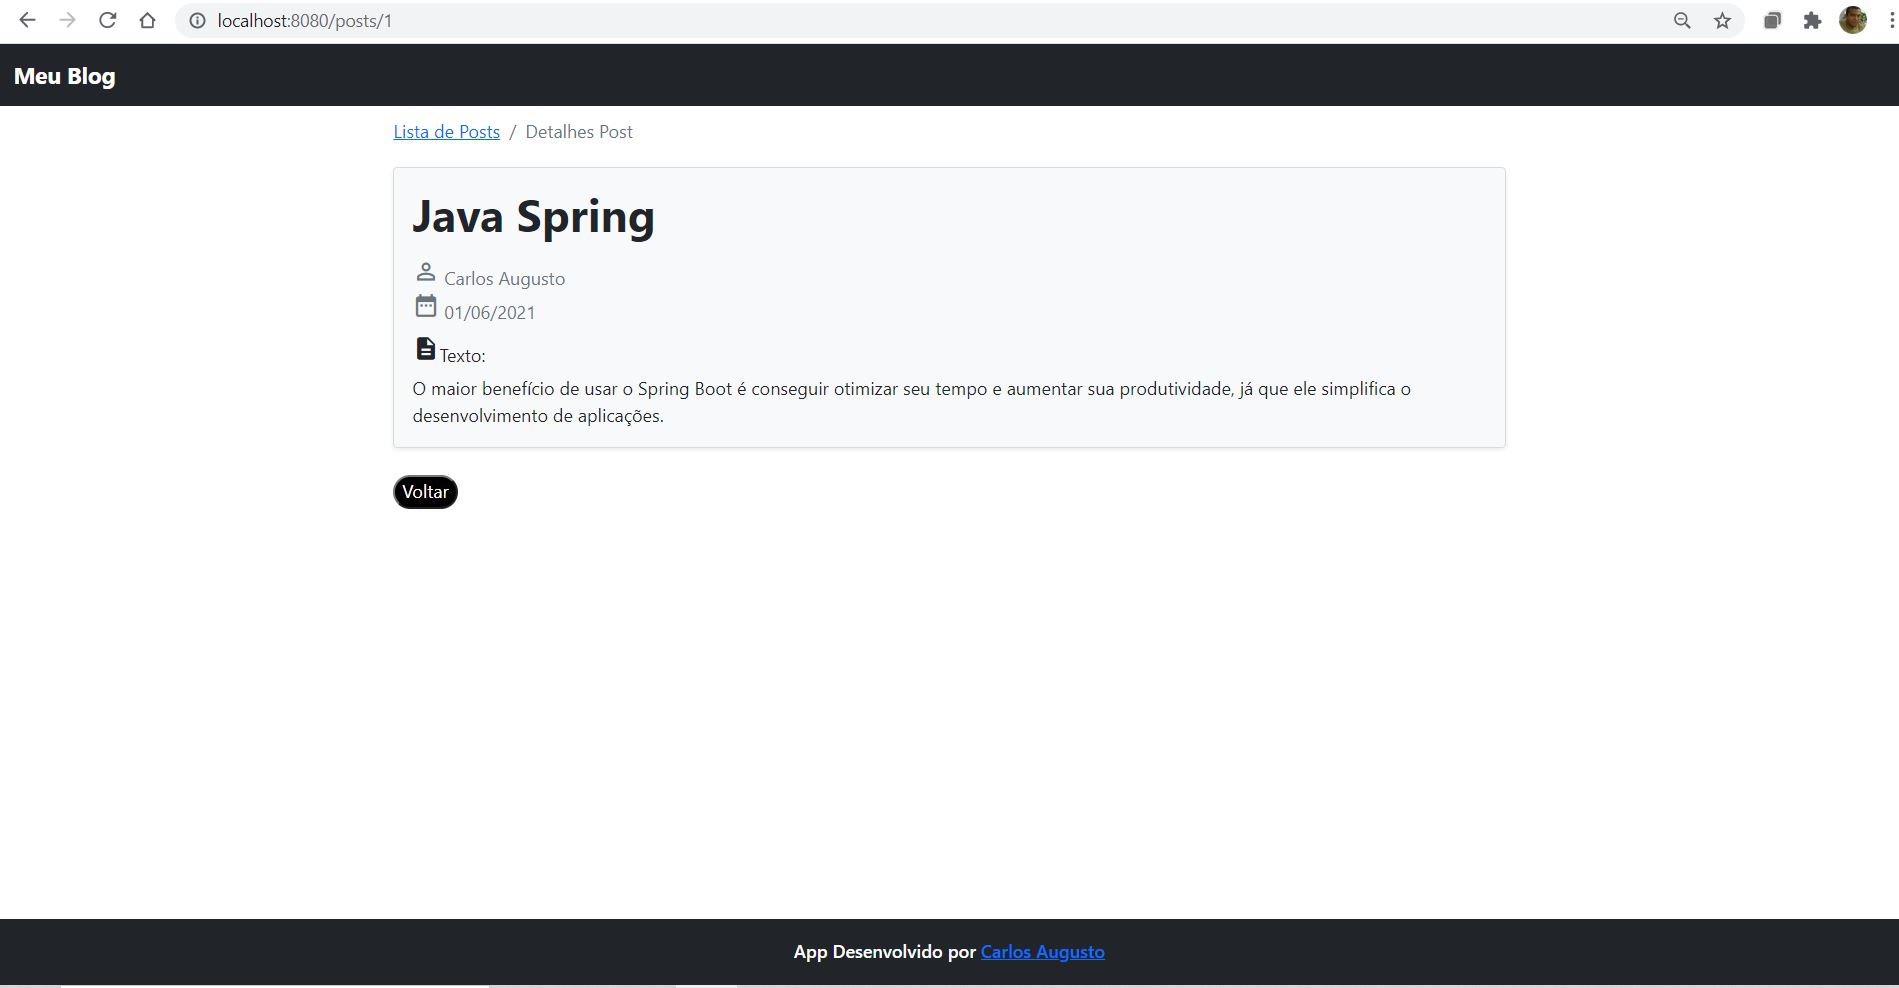 localhost:8080/posts/1
Meu Blog
Lista de Posts / Detalhes Post
Java Spring
Carlos Augusto
01/06/2021
Texto:
O maior benefício de usar o Spring Boot é conseguir otimizar seu tempo e aumentar sua produtividade, já que ele simplifica o
desenvolvimento de aplicações.
Voltar
App Desenvolvido por Carlos Augusto